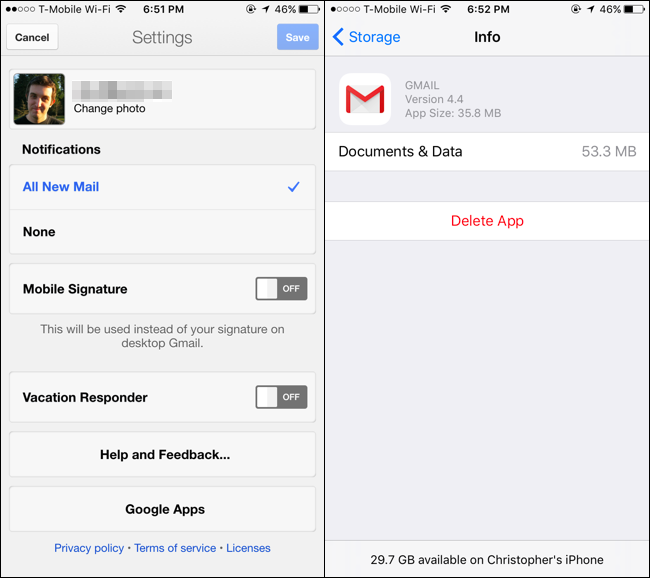 T-Mobile Wi-Fi 6:51 PM 46%
Cancel Settings Save
Change photo
Notifications
All New Mail
None
Mobile Signature OFF
This will be used instead of your signature on
desktop Gmail.
Vacation Responder OFF
Help and Feedback...
Google Apps
Privacy policy • Terms of service • Licenses
T-Mobile Wi-Fi 6:52 PM 46%
Storage Info
GMAIL
Version 4.4
App Size: 35.8 MB
Documents & Data 53.3 MB
Delete App
29.7 GB available on Christopher's iPhone